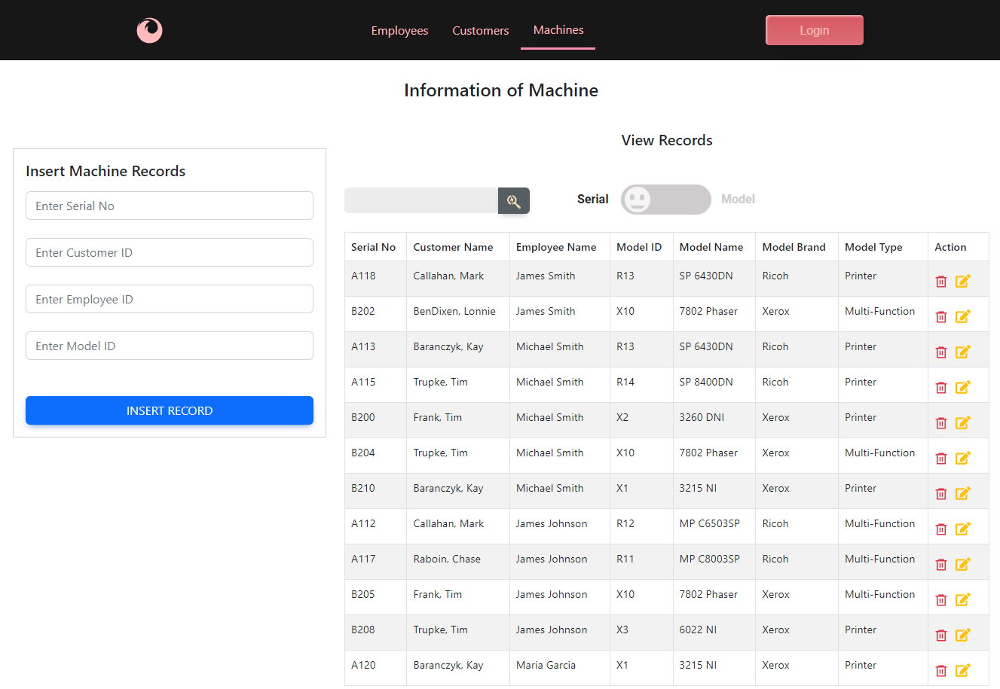 Employees Customers Machines Login
Information of Machine
View Records
Insert Machine Records
Enter Serial No
Enter Customer ID
Enter Employee ID
Enter Model ID
INSERT RECORD
Serial Model
Serial No Customer Name Employee Name Model ID Model Name Model Brand Model Type Action
A118 Callahan, Mark James Smith R13 SP 6430DN Ricoh Printer
B202 BenDixen, Lonnie James Smith X10 7802 Phaser Xerox Multi-Function
A113 Baranczyk, Kay Michael Smith R13 SP 6430DN Ricoh Printer
A115 Trupke, Tim Michael Smith R14 SP 8400DN Ricoh Printer
B200 Frank, Tim Michael Smith X2 3260 DNI Xerox Printer
B204 Trupke, Tim Michael Smith X10 7802 Phaser Xerox Multi-Function
B210 Baranczyk, Kay Michael Smith X1 3215 NI Xerox Printer
A112 Callahan, Mark James Johnson R12 MP C6503SP Ricoh Multi-Function
A117 Raboin, Chase James Johnson R11 MP C8003SP Ricoh Multi-Function
B205 Frank, Tim James Johnson X10 7802 Phaser Xerox Multi-Function
B208 Trupke, Tim James Johnson X3 6022 NI Xerox Printer
A120 Baranczyk, Kay Maria Garcia X1 3215 NI Xerox Printer